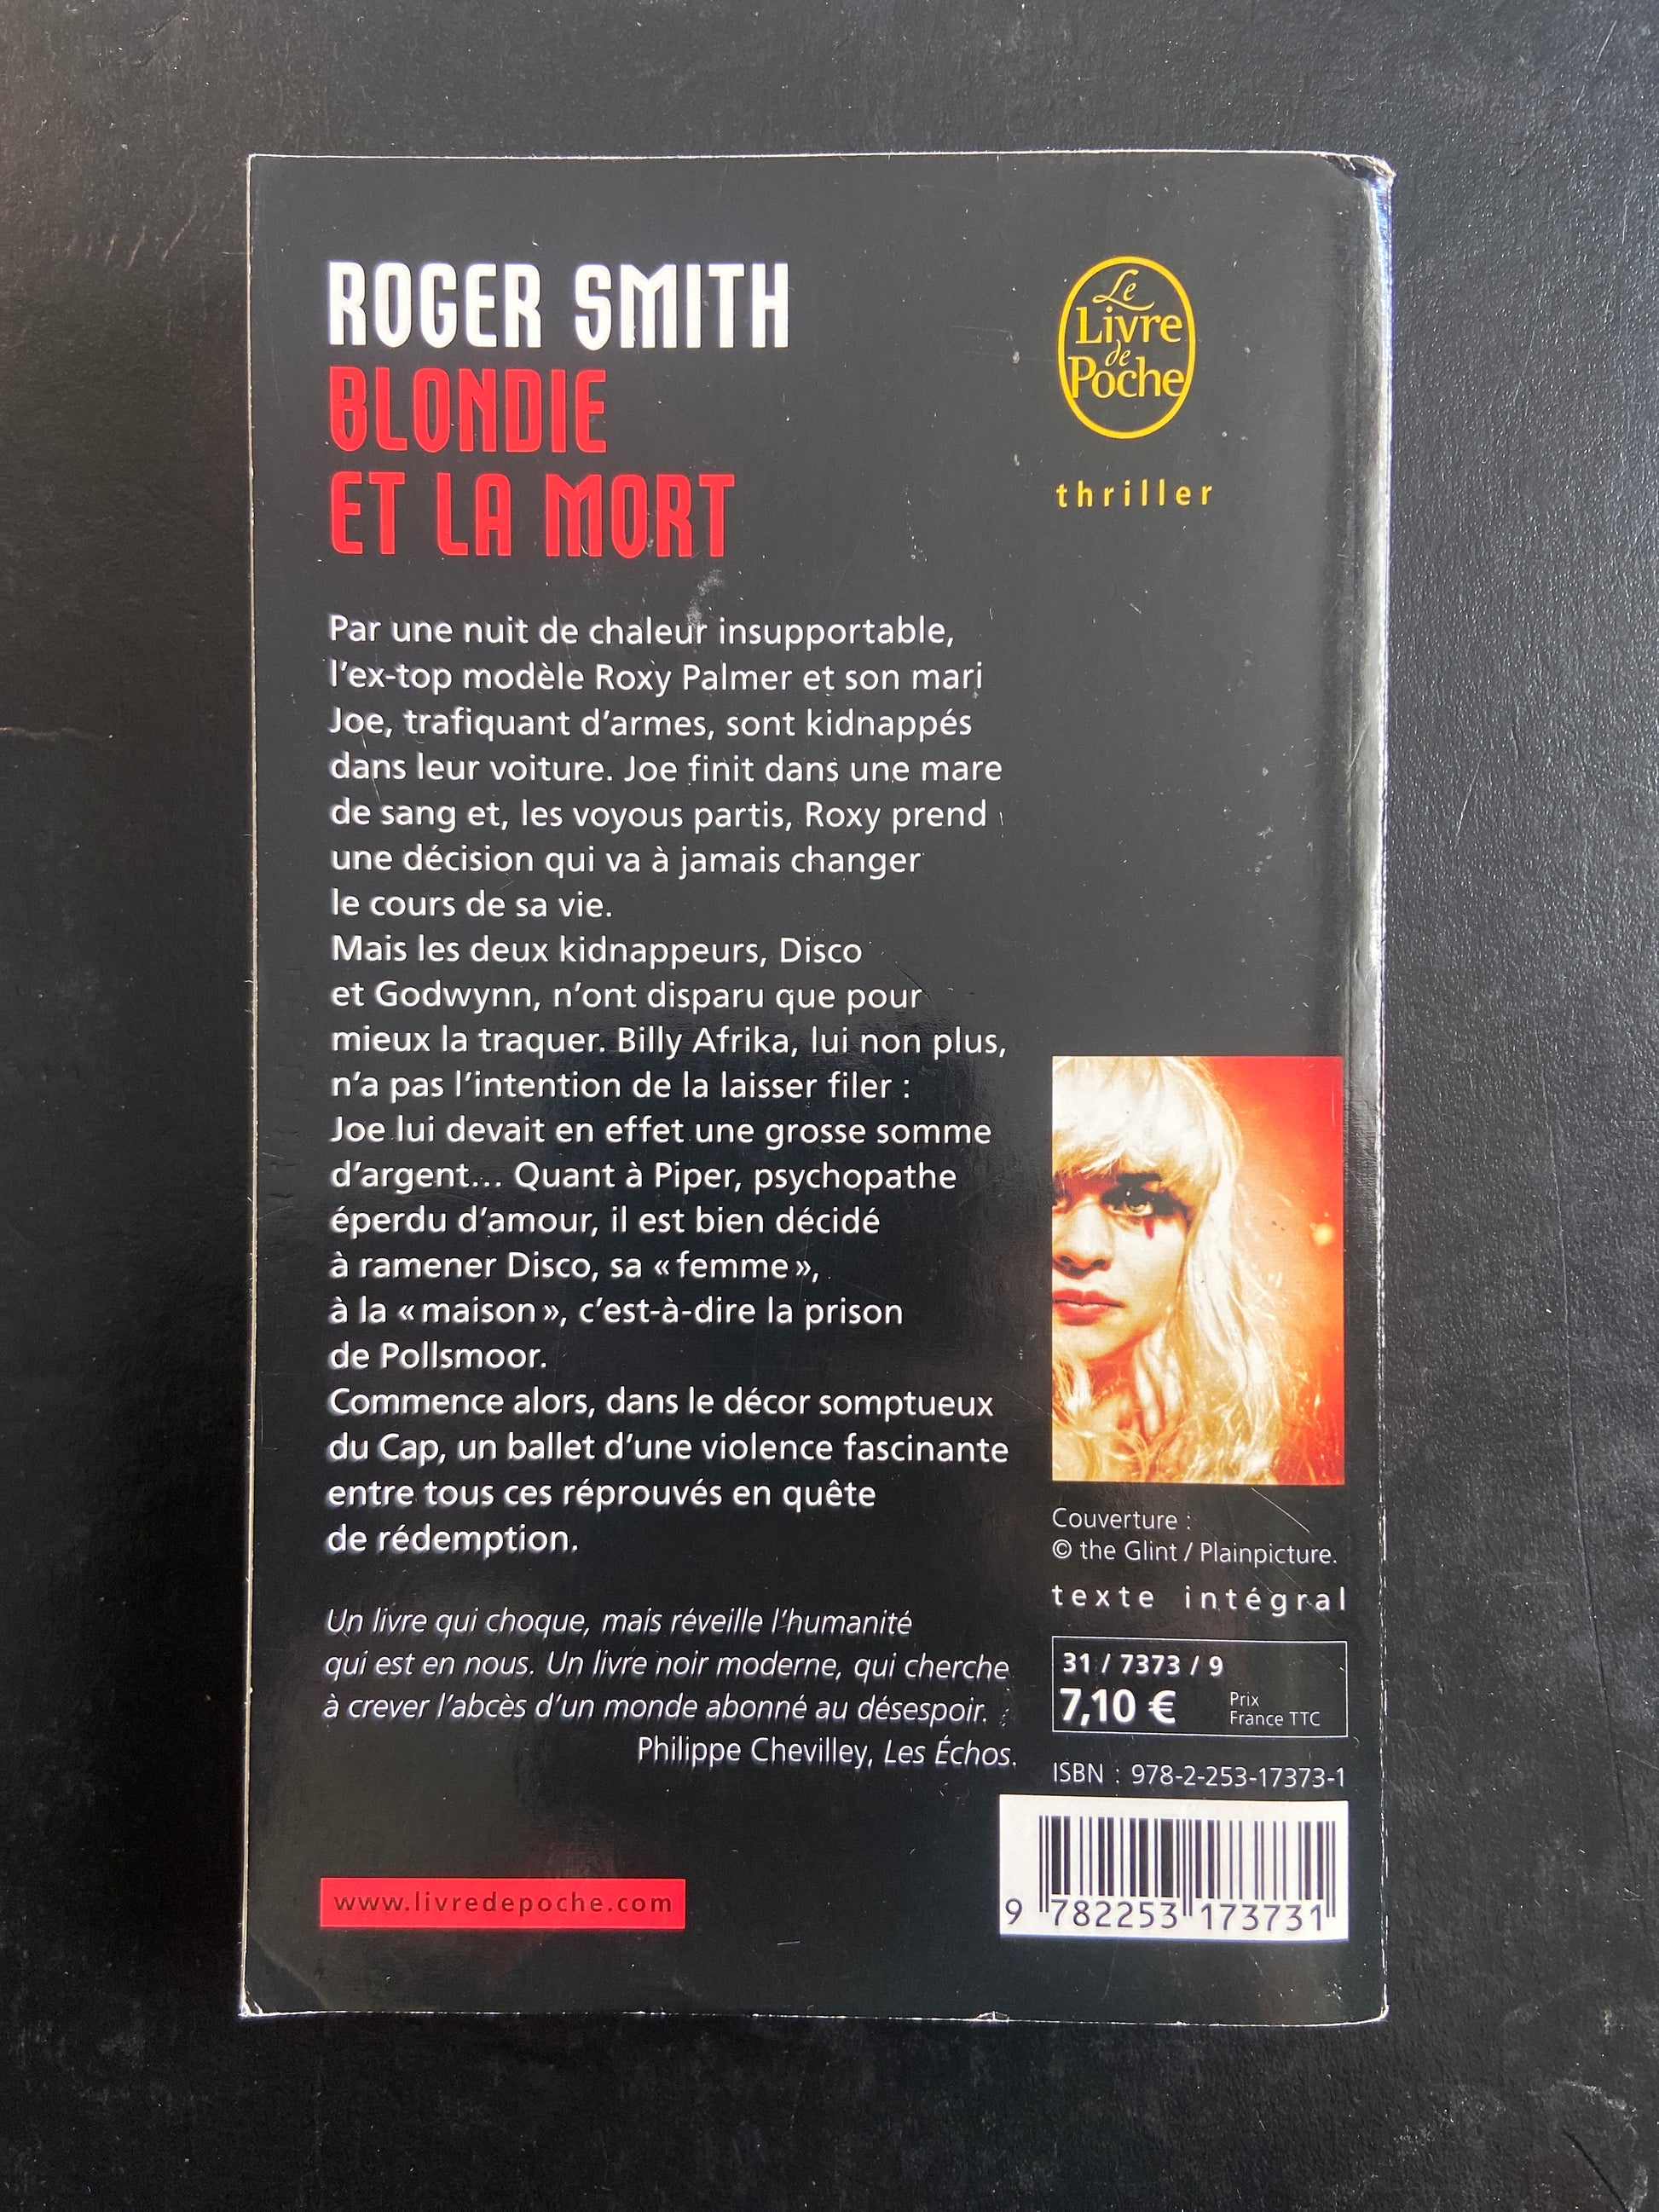 ROGER SMITH
BLONDIE
ET LA MORT
Le
Livre
de
Poche
thriller
Par une nuit de chaleur insupportable,
l'ex-top modèle Roxy Palmer et son mari
Joe, trafiquant d'armes, sont kidnappés
dans leur voiture. Joe finit dans une mare
de sang et, les voyous partis, Roxy prend
une décision qui va à jamais changer
le cours de sa vie.
Mais les deux kidnappeurs, Disco
et Godwynn, n'ont disparu que pour
mieux la traquer. Billy Afrika, lui non plus,
n'a pas l'intention de la laisser filer :
Joe lui devait en effet une grosse somme
d'argent... Quant à Piper, psychopathe
éperdu d'amour, il est bien décidé
à ramener Disco, sa « femme »,
à la « maison », c'est-à-dire la prison
de Pollsmoor.
Commence alors, dans le décor somptueux
du Cap, un ballet d'une violence fascinante
entre tous ces réprouvés en quête
de rédemption.
Un livre qui choque, mais réveille l'humanité
qui est en nous. Un livre noir moderne, qui cherche
à crever l'abcès d'un monde abonné au désespoir.
Philippe Chevilley, Les Échos.
www.livredepoche.com
Couverture :
© the Glint / Plainpicture.
texte intégral
31 / 7373 / 9
7,10 €
Prix
France TTC
ISBN : 978-2-253-17373-1
9 782253 173731